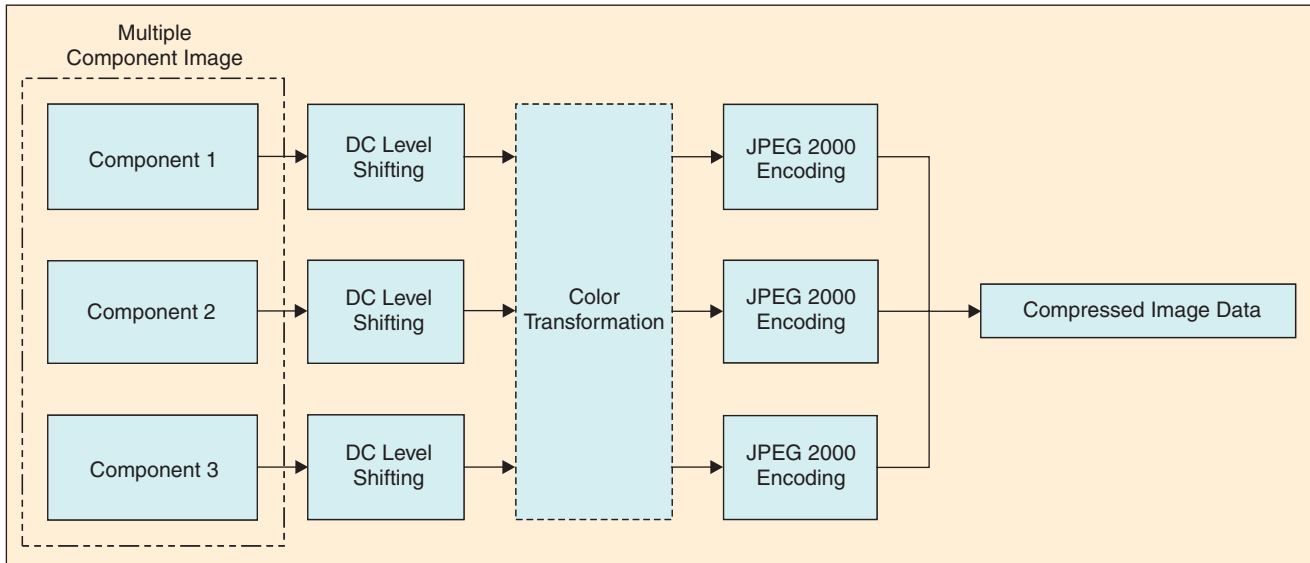 Multiple
Component Image
Component 1
DC Level
Shifting
JPEG 2000
Encoding
Component 2
DC Level
Shifting
Color
Transformation
JPEG 2000
Encoding
Compressed Image Data
Component 3
DC Level
Shifting
JPEG 2000
Encoding